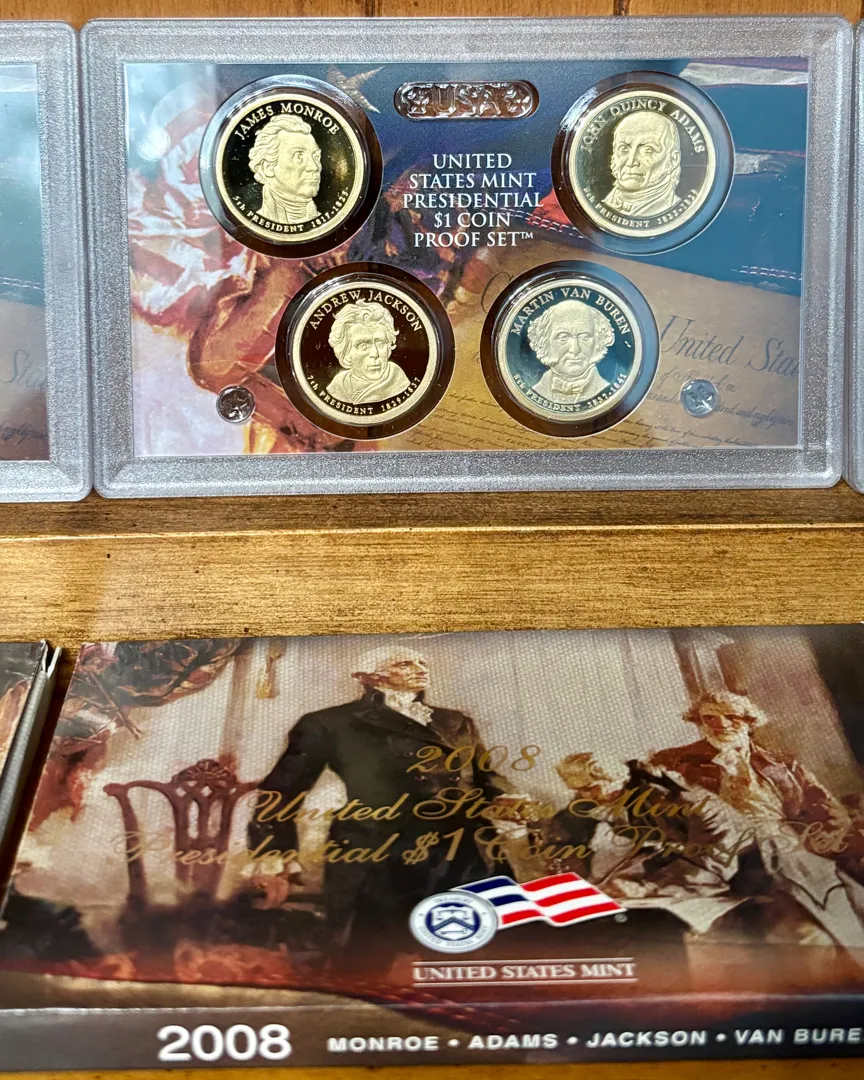 USA
UNITED
STATES MINT
PRESIDENTIAL
$1 COIN
PROOF SET™
JAMES MONROE
5th PRESIDENT 1817-1825
JOHN QUINCY ADAMS
PRESIDENT 1825-1829
ANDREW JACKSON
7th PRESIDENT 1829-1837
MARTIN VAN BUREN
8th PRESIDENT 1837-1841
United Sta
2008
United States Mint
Presidential $1 Coin Proof Set
UNITED STATES MINT
2008 MONROE • ADAMS • JACKSON • VAN BURE